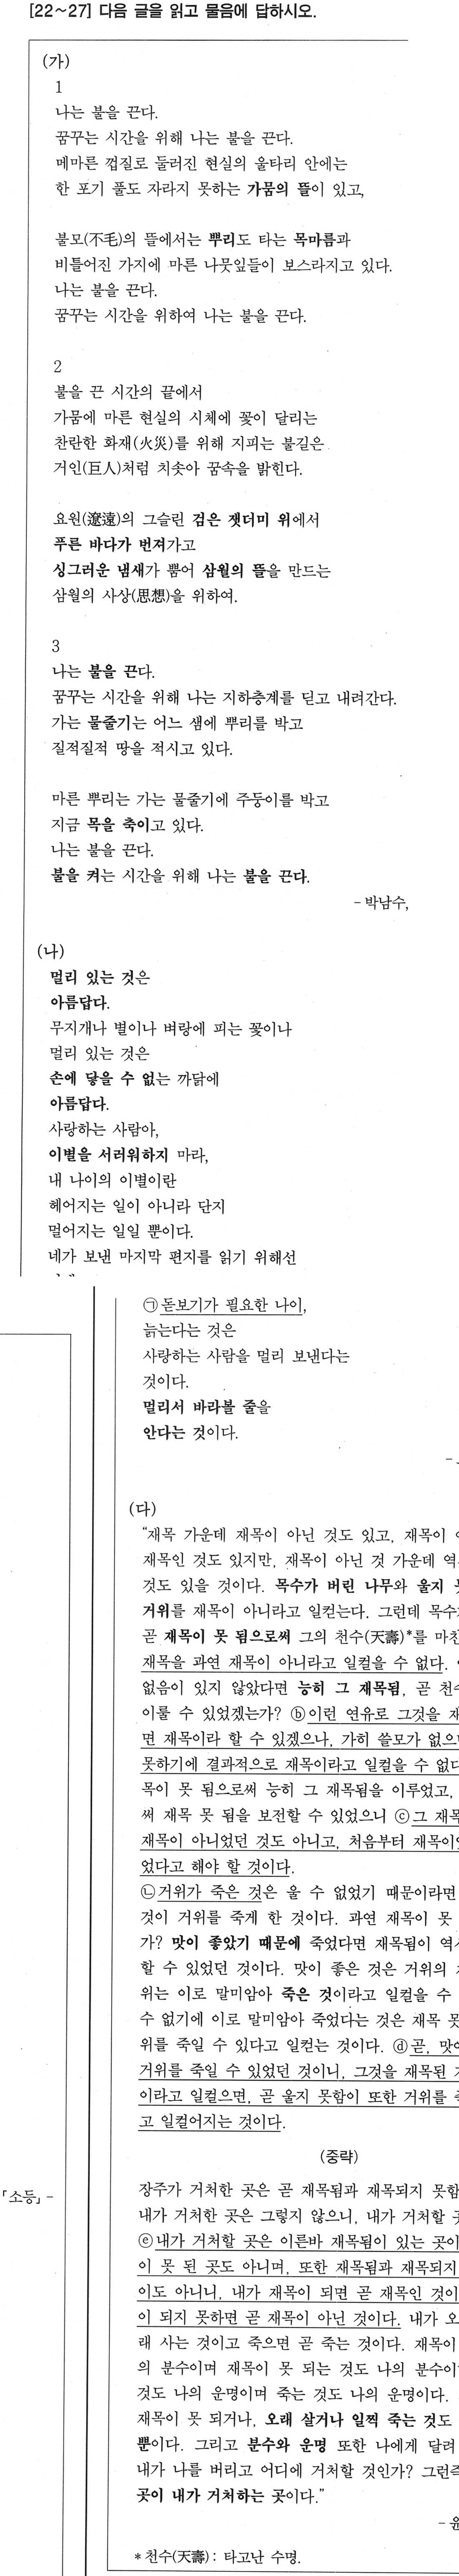 [22~27] 다음 글을 읽고 물음에 답하시오.
(가)
1
나는 불을 끈다.
꿈꾸는 시간을 위해 나는 불을 끈다.
메마른 껍질로 둘러진 현실의 울타리 안에는
한 포기 풀도 자라지 못하는 가뭄의 뜰이 있고,
불모(不毛)의 뜰에서는 뿌리도 타는 목마름과
비틀어진 가지에 마른 나뭇잎들이 보스라지고 있다.
나는 불을 끈다.
꿈꾸는 시간을 위하여 나는 불을 끈다.
2
불을 끈 시간의 끝에서
가뭄에 마른 현실의 시체에 꽃이 달리는
찬란한 화재(火災)를 위해 지피는 불길은
거인(巨人)처럼 치솟아 꿈속을 밝힌다.
요원(遼遠)의 그슬린 검은 잿더미 위에서
푸른 바다가 번져가고
싱그러운 냄새가 뿜어 삼월의 뜰을 만드는
삼월의 사상(思想)을 위하여.
3
나는 불을 끈다.
꿈꾸는 시간을 위해 나는 지하층계를 딛고 내려간다.
가는 물줄기는 어느 샘에 뿌리를 박고
질적질적 땅을 적시고 있다.
마른 뿌리는 가는 물줄기에 주둥이를 박고
지금 목을 축이고 있다.
나는 불을 끈다.
불을 켜는 시간을 위해 나는 불을 끈다.
- 박남수,
(나)
멀리 있는 것은
아름답다.
무지개나 별이나 벼랑에 피는 꽃이나
멀리 있는 것은
손에 닿을 수 없는 까닭에
아름답다.
사랑하는 사람아,
이별을 서러워하지 마라,
내 나이의 이별이란
헤어지는 일이 아니라 단지
멀어지는 일일 뿐이다.
네가 보낸 마지막 편지를 읽기 위해선
㉠돋보기가 필요한 나이,
늙는다는 것은
사랑하는 사람을 멀리 보낸다는
것이다.
멀리서 바라볼 줄을
안다는 것이다.
(다)
“재목 가운데 재목이 아닌 것도 있고, 재목이
재목인 것도 있지만, 재목이 아닌 것 가운데
것도 있을 것이다. 목수가 버린 나무와 울지
거위를 재목이 아니라고 일컫는다. 그런데
곧 재목이 못 됨으로써 그의 천수(天壽)*를
재목을 과연 재목이 아니라고 일컬을 수 없다.
없음이 있지 않았다면 능히 그 재목됨, 곧
이룰 수 있었겠는가? ⓑ이런 연유로 그것을
면 재목이라 할 수 있겠으나, 가히 쓸모가
못하기에 결과적으로 재목이라고 일컬을 수
목이 못 됨으로써 능히 그 재목됨을 이루었고,
써 재목 못 됨을 보전할 수 있었으니 ⓒ그
재목이 아니었던 것도 아니고, 처음부터
었다고 해야 할 것이다.
㉡거위가 죽은 것은 울 수 없었기 때문이라면
것이 거위를 죽게 한 것이다. 과연 재목이 못
가? 맛이 좋았기 때문에 죽었다면 재목됨이
할 수 있었던 것이다. 맛이 좋은 것은 거위의
위는 이로 말미암아 죽은 것이라고 일컬을 수
수 없기에 이로 말미암아 죽었다는 것은 재목
위를 죽일 수 있다고 일컫는 것이다. ⓓ곧,
거위를 죽일 수 있었던 것이니, 그것을 재목된
이라고 일컬으면, 곧 울지 못함이 또한 거위를
고 일컬어지는 것이다.
(중략)
장주가 거처한 곳은 곧 재목됨과 재목되지
내가 거처한 곳은 그렇지 않으니, 내가 거처할
ⓔ내가 거처할 곳은 이른바 재목됨이 있는
이 못 된 곳도 아니며, 또한 재목됨과 재목되지
이도 아니니, 내가 재목이 되면 곧 재목인
이 되지 못하면 곧 재목이 아닌 것이다. 내가
래 사는 것이고 죽으면 곧 죽는 것이다. 재목이
의 분수이며 재목이 못 되는 것도 나의
것도 나의 운명이며 죽는 것도 나의 운명이다.
재목이 못 되거나, 오래 살거나 일찍 죽는 것도
뿐이다. 그리고 분수와 운명 또한 나에게 달려
내가 나를 버리고 어디에 거처할 것인가?
곳이 내가 거처하는 곳이다.”
「소등」 -
* 천수(天壽) : 타고난 수명.